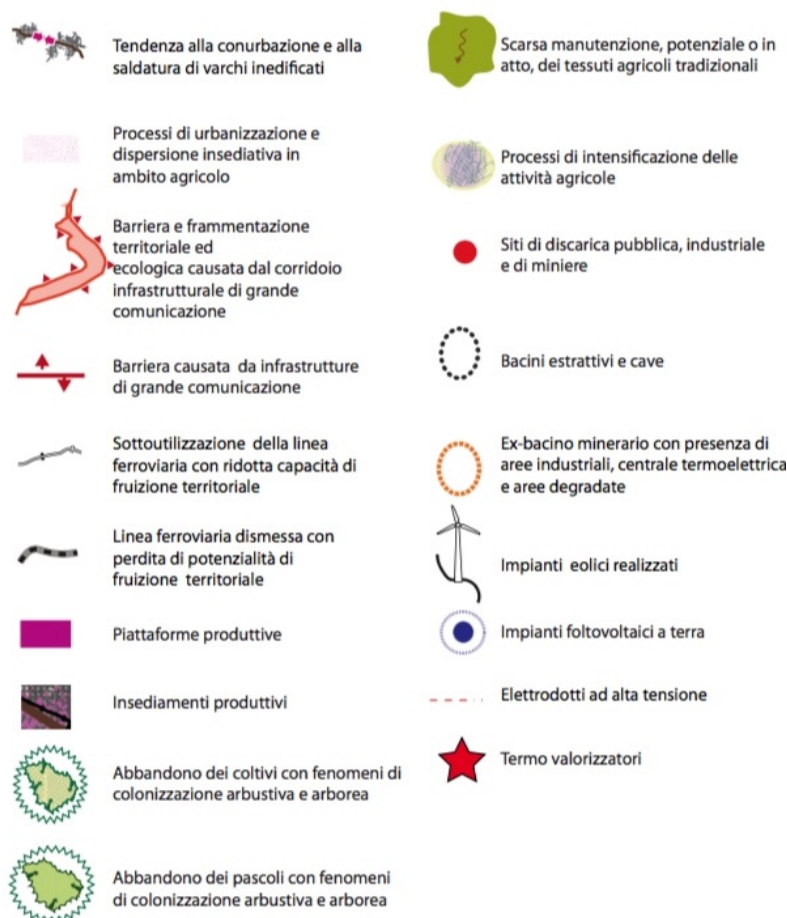 Tendenza alla conurbazione e alla
saldatura di varchi inedificati
Processi di urbanizzazione e
dispersione insediativa in
ambito agricolo
Barriera e frammentazione
territoriale ed
ecologica causata dal corridoio
infrastrutturale di grande
comunicazione
Barriera causata da infrastrutture
di grande comunicazione
Sottoutilizzazione della linea
ferroviaria con ridotta capacità di
fruizione territoriale
Linea ferroviaria dismessa con
perdita di potenzialità di
fruizione territoriale
Piattaforme produttive
Insediamenti produttivi
Abbandono dei coltivi con fenomeni di
colonizzazione arbustiva e arborea
Abbandono dei pascoli con fenomeni
di colonizzazione arbustiva e arborea
Scarsa manutenzione, potenziale o in
atto, dei tessuti agricoli tradizionali
Processi di intensificazione delle
attività agricole
Siti di discarica pubblica, industriale
e di miniere
Bacini estrattivi e cave
Ex-bacino minerario con presenza di
aree industriali, centrale termoelettrica
e aree degradate
Impianti eolici realizzati
Impianti foltovoltaici a terra
Elettrodotti ad alta tensione
Termo valorizzatori